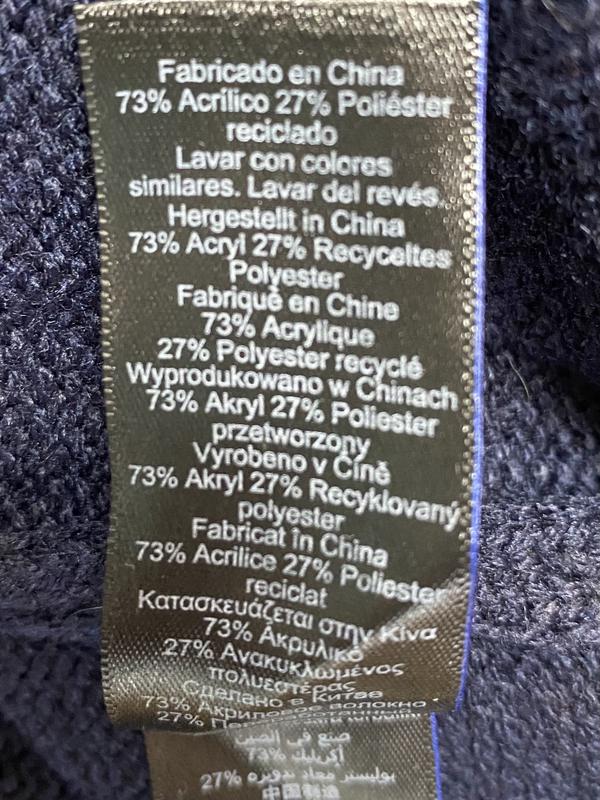 Fabricado en China
73% Acrílico 27% Poliéster
reciclado
Lavar con colores
similares. Lavar del revés.
Hergestellt in China
73% Acryl 27% Recyceltes
Polyester
Fabriqué en Chine
73% Acrylique
27% Polyester recyclé
Wyprodukowano w Chinach
73% Akryl 27% Poliester
przetworzony
Vyrobeno v Číně
73% Akryl 27% Recyklovaný
polyester
Fabricat în China
73% Acrilice 27% Poliester
reciclat
Κατασκευάζεται στην Κίνα
73% Ακρυλικό
27% Ανακυκλωμένος
πολυεστέρας
Сделано в Китае
73% Акриловое волокно
27%
صنع في الصين
73% أكريليك
27% بوليستر معاد تدويره
中国制造